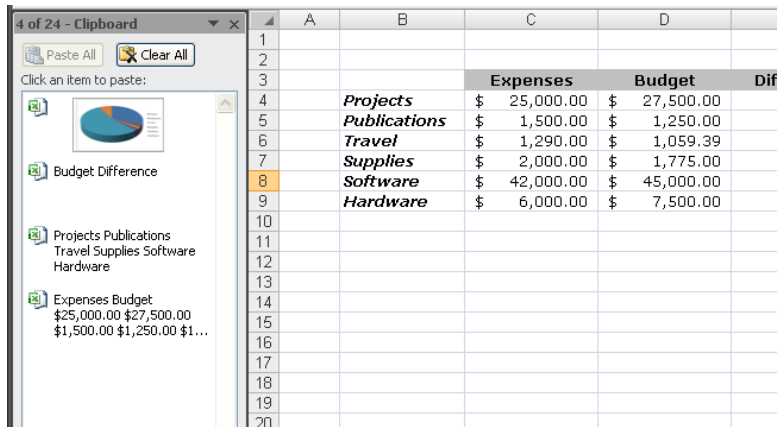 4 of 24 - Clipboard
Paste All Clear All
Click an item to paste:
Budget Difference
Projects Publications
Travel Supplies Software
Hardware
Expenses Budget
$25,000.00 $27,500.00
$1,500.00 $1,250.00 $1...
A B C D
1
2
3 Expenses Budget Dif
4 Projects $ 25,000.00 $ 27,500.00
5 Publications $ 1,500.00 $ 1,250.00
6 Travel $ 1,290.00 $ 1,059.39
7 Supplies $ 2,000.00 $ 1,775.00
8 Software $ 42,000.00 $ 45,000.00
9 Hardware $ 6,000.00 $ 7,500.00
10
11
12
13
14
15
16
17
18
19
20